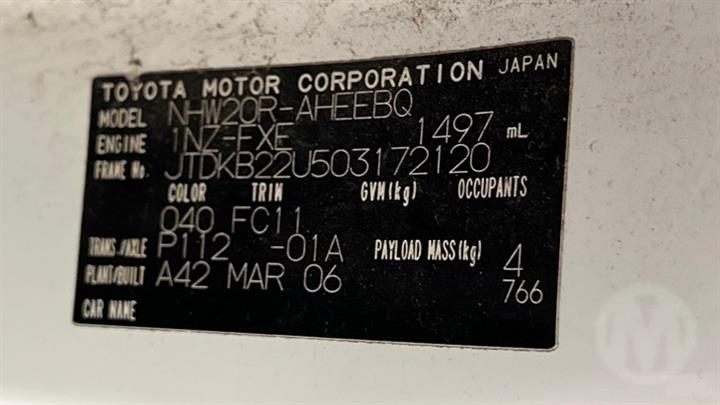 TOYOTA MOTOR CORPORATION JAPAN
MODEL NHW20R-AHEEBQ
ENGINE 1NZ-FXE 1497 mL
FRAME No. JTDKB22U503172120
COLOR TRIM GVM(kg) OCCUPANTS
040 FC11
TRANS./AXLE P112 -01A PAYLOAD MASS(kg) 4
PLANT/BUILT A42 MAR 06 766
CAR NAME
M